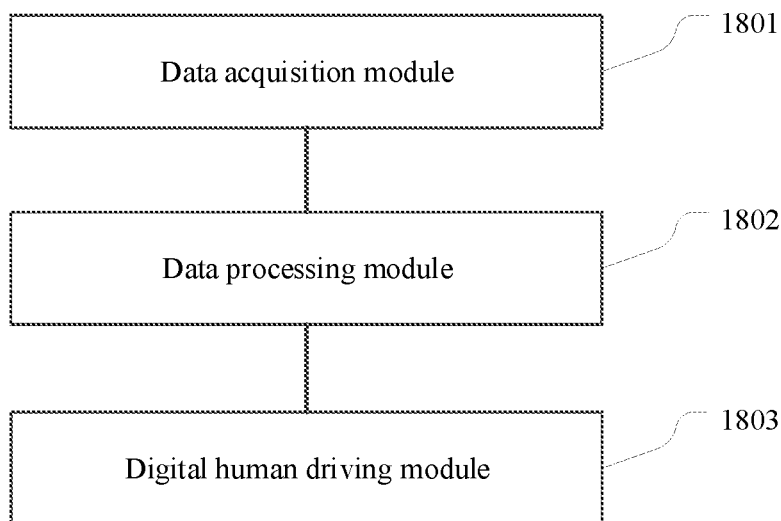 1801
Data acquisition module
1802
Data processing module
1803
Digital human driving module